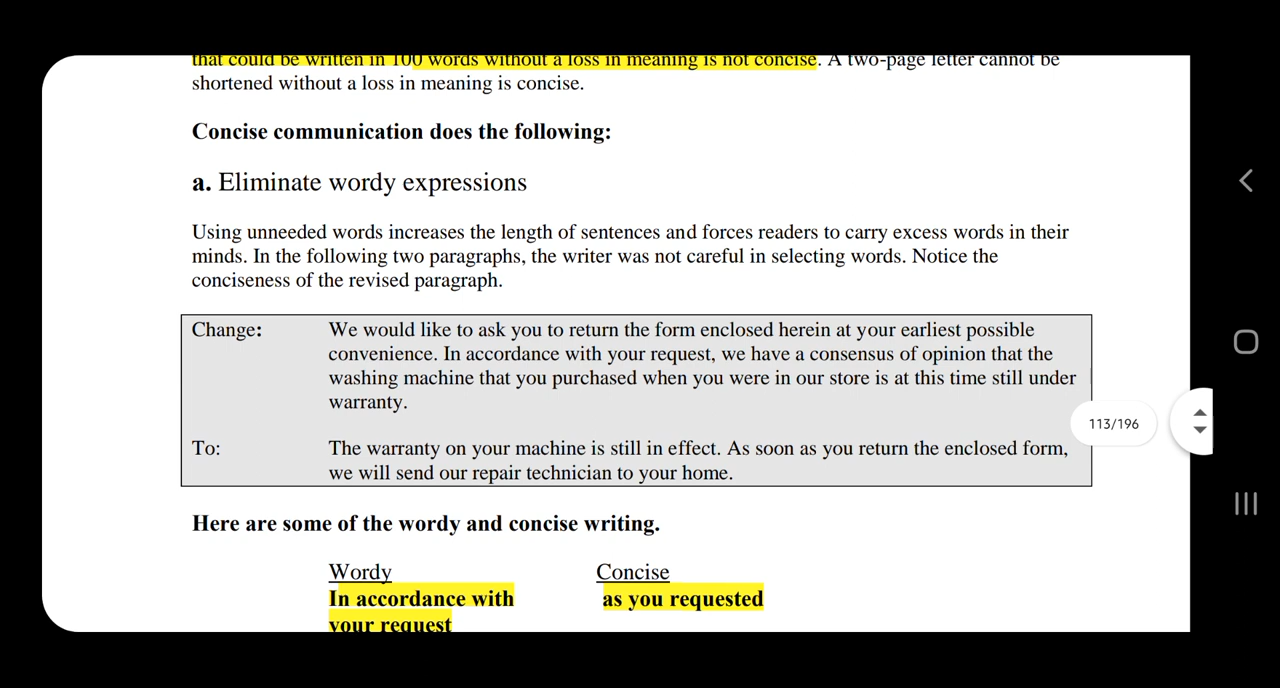 that could be written in 100 words without a loss in meaning is not concise. A two-page letter cannot be
shortened without a loss in meaning is concise.
Concise communication does the following:
a. Eliminate wordy expressions
Using unneeded words increases the length of sentences and forces readers to carry excess words in their
minds. In the following two paragraphs, the writer was not careful in selecting words. Notice the
conciseness of the revised paragraph.
Change: We would like to ask you to return the form enclosed herein at your earliest possible
convenience. In accordance with your request, we have a consensus of opinion that the
washing machine that you purchased when you were in our store is at this time still under
warranty.
113/196
To: The warranty on your machine is still in effect. As soon as you return the enclosed form,
we will send our repair technician to your home.
Here are some of the wordy and concise writing.
Wordy Concise
In accordance with as you requested
your request